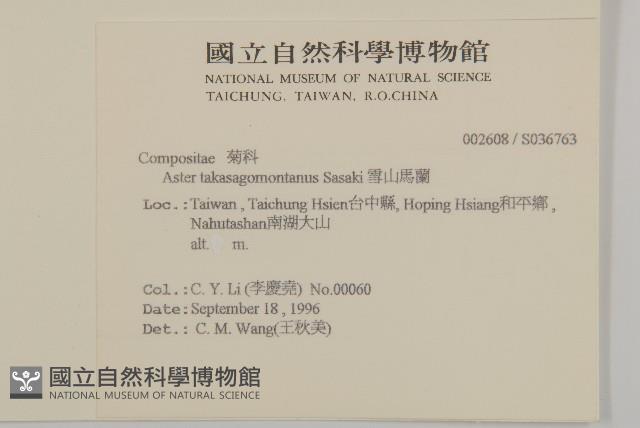 國立自然科學博物館
NATIONAL MUSEUM OF NATURAL SCIENCE
TAICHUNG, TAIWAN, R.O.CHINA
002608 / S036763
Compositae 菊科
Aster takasagomontanus Sasaki 雪山馬蘭
Loc.:Taiwan , Taichung Hsien台中縣, Hoping Hsiang和平鄉 ,
Nahutashan南湖大山
alt. m.
Col.:C. Y. Li (李慶堯) No.00060
Date:September 18 , 1996
Det.: C. M. Wang(王秋美)
國立自然科學博物館
NATIONAL MUSEUM OF NATURAL SCIENCE